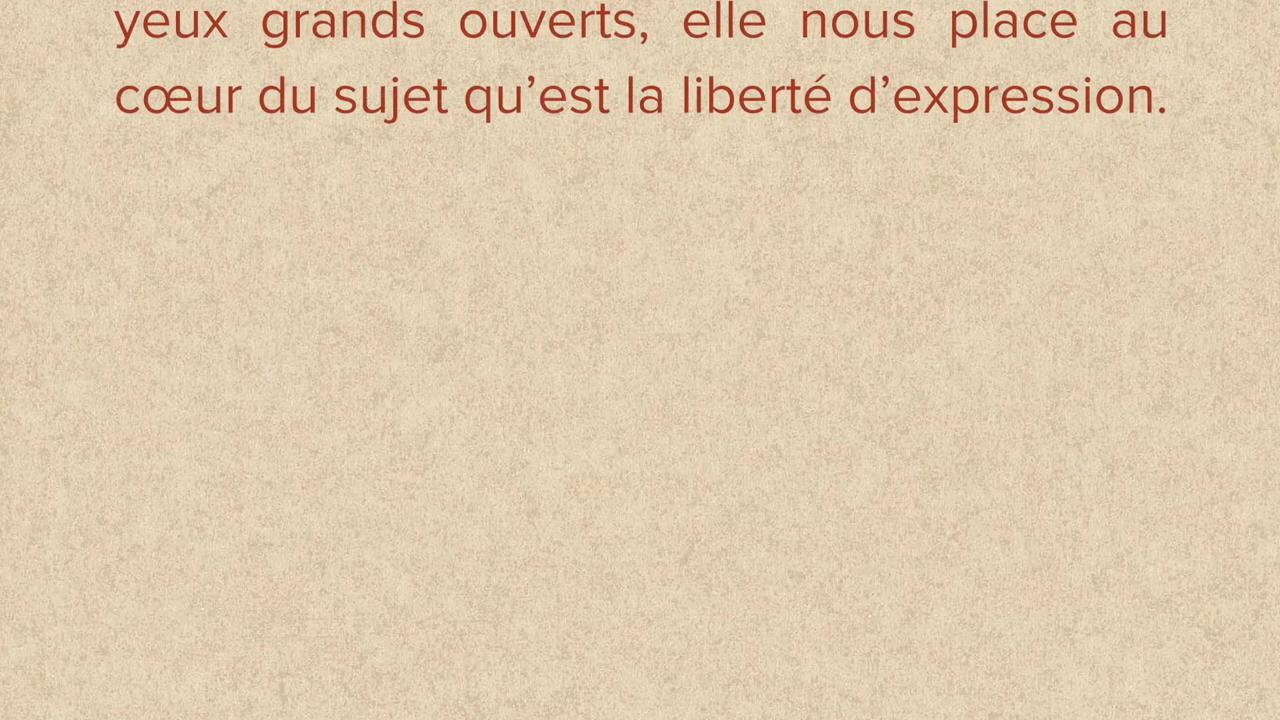 yeux grands ouverts, elle nous place au
cœur du sujet qu’est la liberté d’expression.